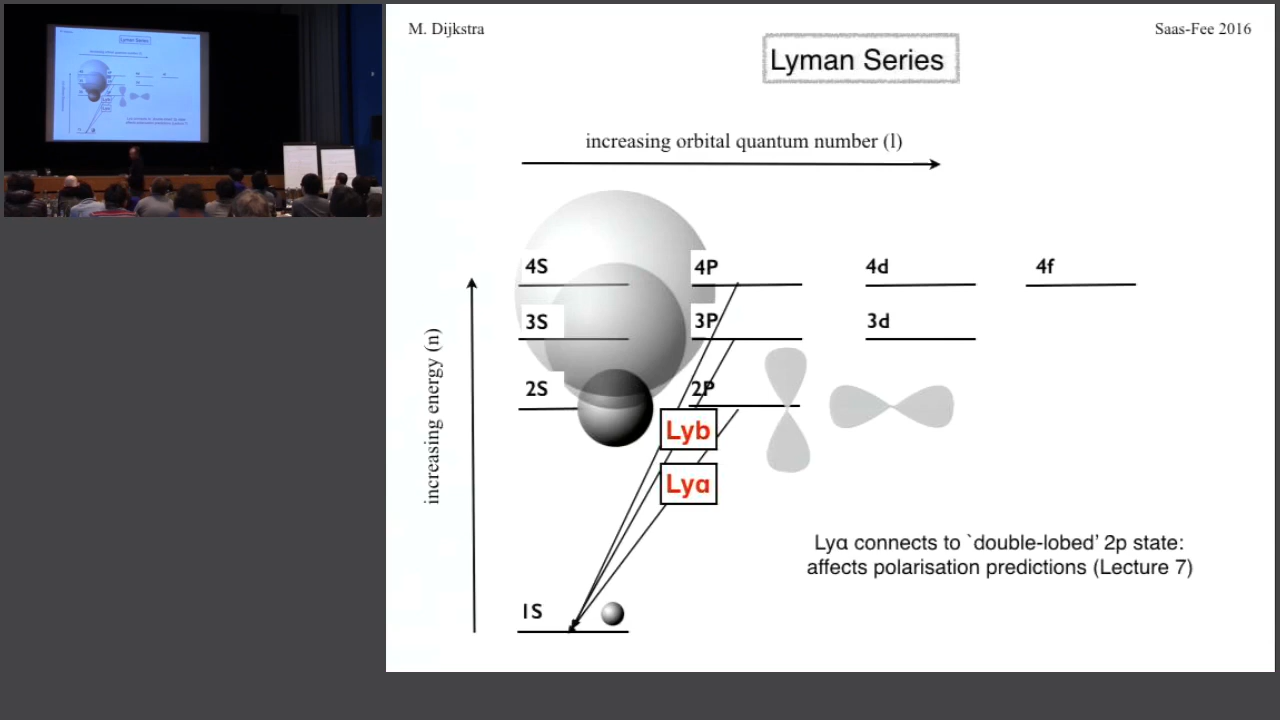 M. Dijkstra
Saas-Fee 2016
Lyman Series
increasing orbital quantum number (l)
4S
4P
4d
4f
3S
3P
3d
2S
2P
increasing energy (n)
Lyb
Lyα
Lyα connects to `double-lobed' 2p state:
affects polarisation predictions (Lecture 7)
1S